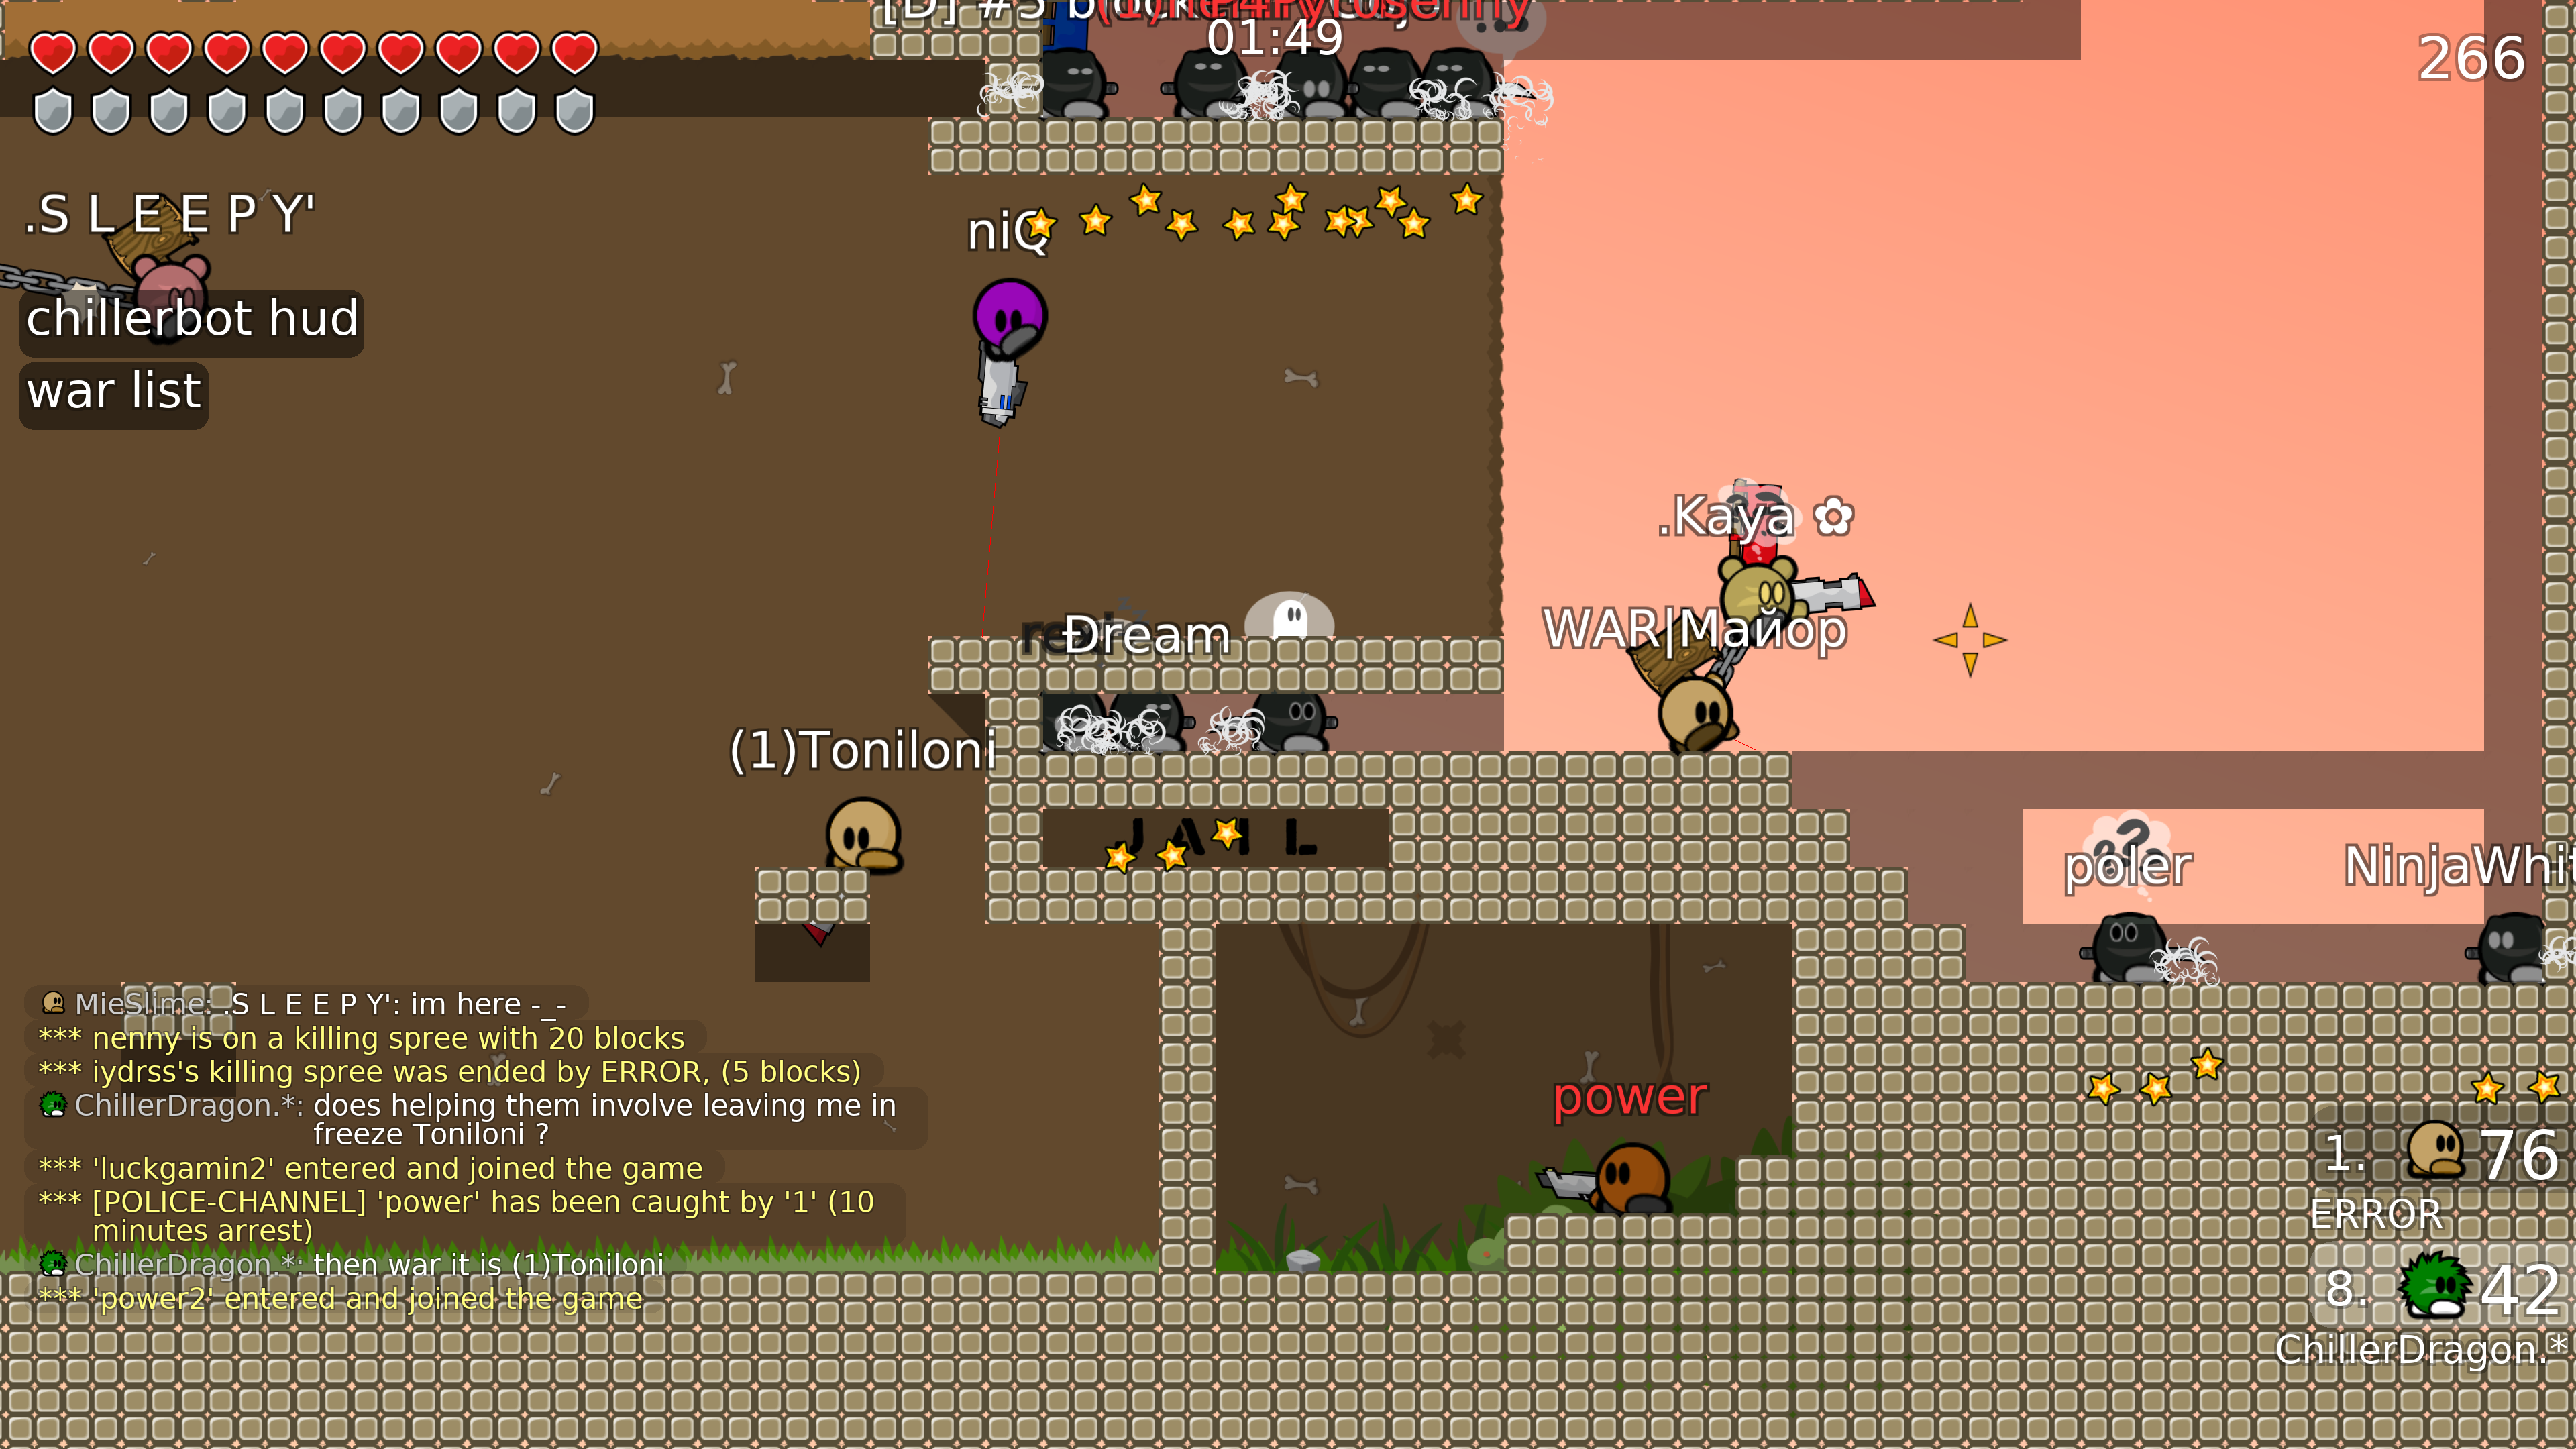 [D] #5
01:49
266
.S L E E P Y'
niQ
chillerbot hud
war list
.Kaya ✿
WAR|Майор
Đream
(1)Toniloni
J A I L
poler
NinjaWhit
MieSlime: .S L E E P Y': im here -_-
*** nenny is on a killing spree with 20 blocks
*** iydrss's killing spree was ended by ERROR, (5 blocks)
ChillerDragon.*: does helping them involve leaving me in
freeze Toniloni ?
*** 'luckgamin2' entered and joined the game
*** [POLICE-CHANNEL] 'power' has been caught by '1' (10
minutes arrest)
ChillerDragon.*: then war it is (1)Toniloni
*** 'power2' entered and joined the game
power
1. 76
ERROR
8. 42
ChillerDragon.*